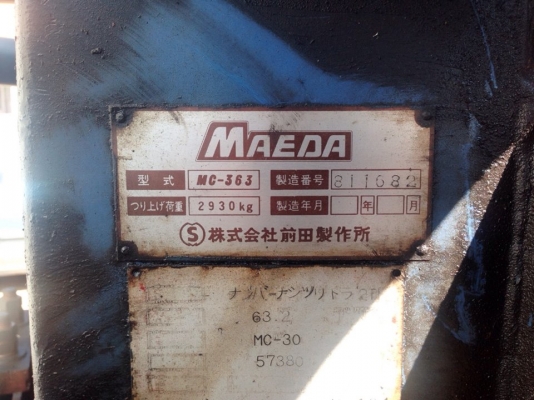 MAEDA
型式 MC-363 製造番号 811682
つり上げ荷重 2930kg 製造年月 年 月
Ⓢ株式会社前田製作所
63.2
MC-30
57380